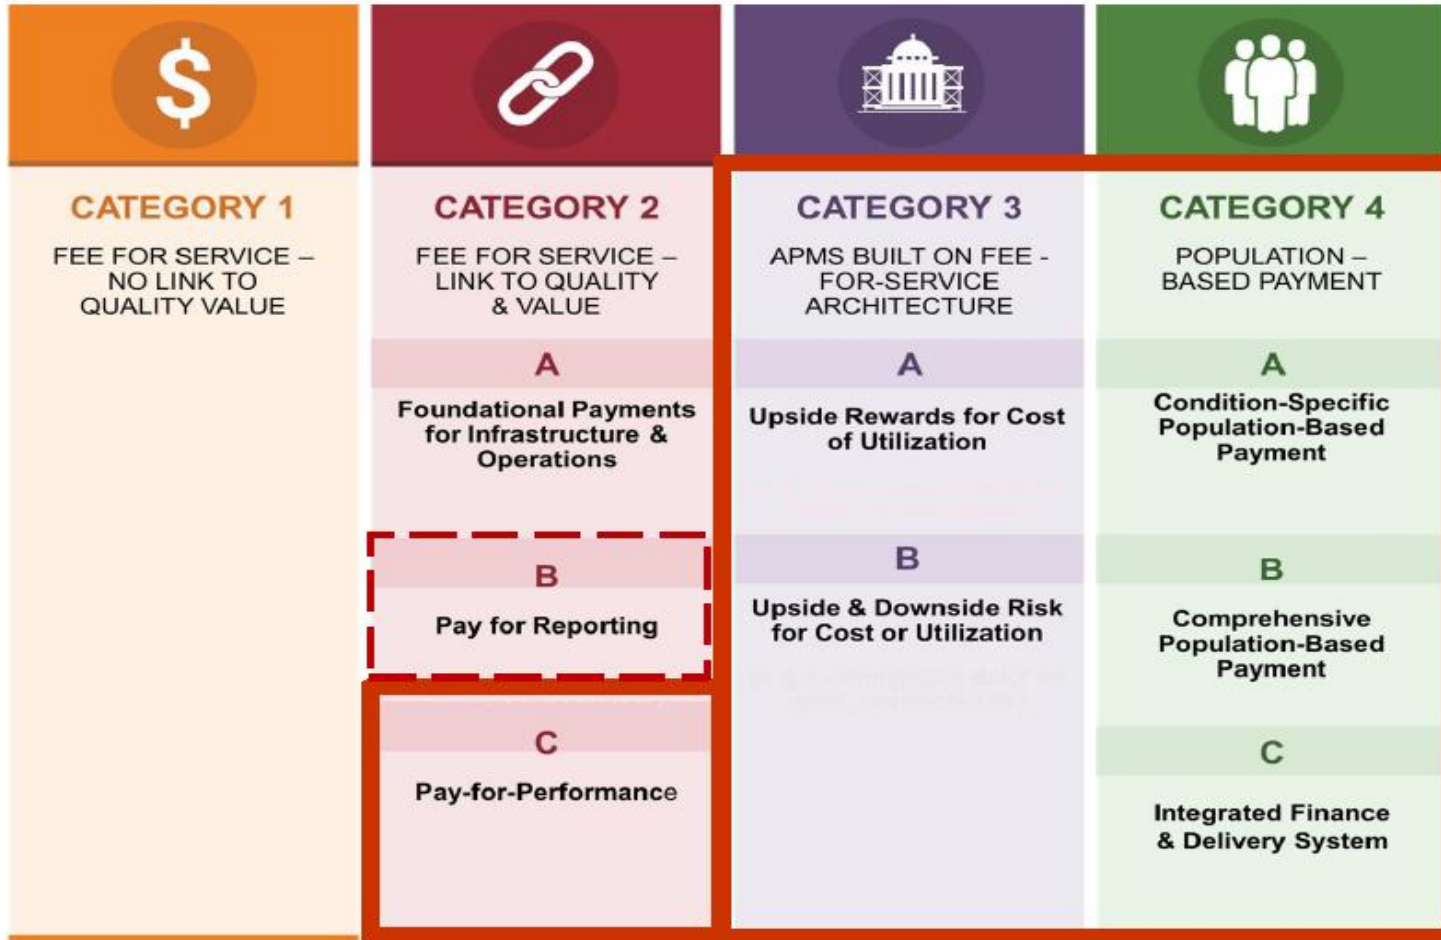 $
CATEGORY 1
FEE FOR SERVICE –
NO LINK TO
QUALITY VALUE
CATEGORY 2
FEE FOR SERVICE –
LINK TO QUALITY
& VALUE
A
Foundational Payments
for Infrastructure &
Operations
B
Pay for Reporting
C
Pay-for-Performance
CATEGORY 3
APMS BUILT ON FEE -
FOR-SERVICE
ARCHITECTURE
A
Upside Rewards for Cost
of Utilization
B
Upside & Downside Risk
for Cost or Utilization
CATEGORY 4
POPULATION –
BASED PAYMENT
A
Condition-Specific
Population-Based
Payment
B
Comprehensive
Population-Based
Payment
C
Integrated Finance
& Delivery System